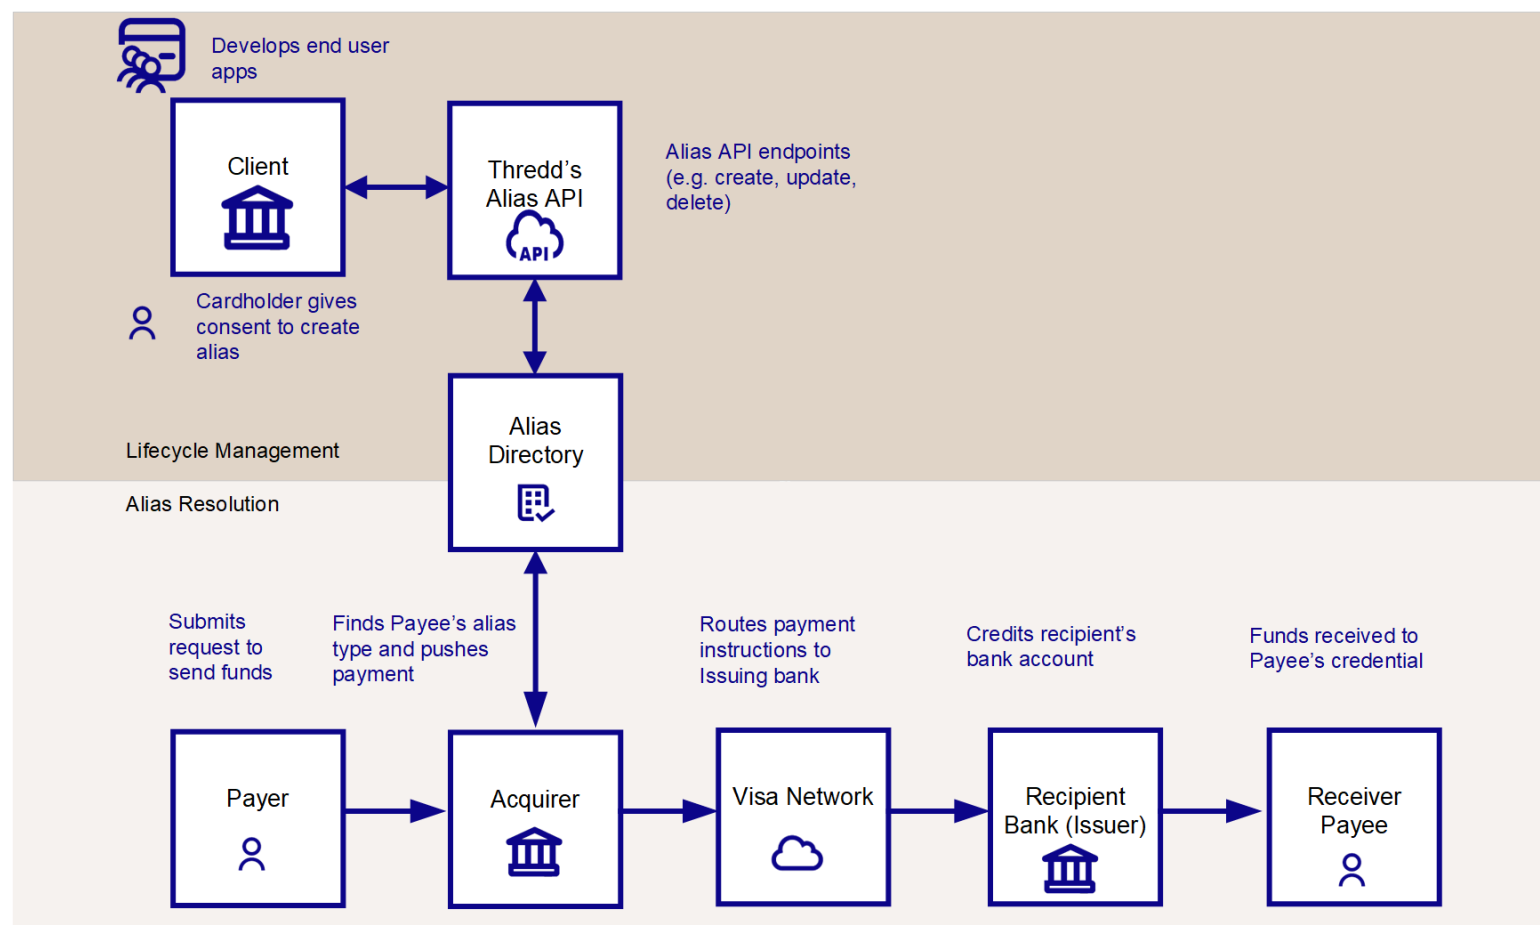 Develops end user
apps
Client
Thredd’s
Alias API
API
Alias API endpoints
(e.g. create, update,
delete)
Cardholder gives
consent to create
alias
Alias
Directory
Lifecycle Management
Alias Resolution
Submits
request to
send funds
Finds Payee’s alias
type and pushes
payment
Routes payment
instructions to
Issuing bank
Credits recipient’s
bank account
Funds received to
Payee’s credential
Payer
Acquirer
Visa Network
Recipient
Bank (Issuer)
Receiver
Payee